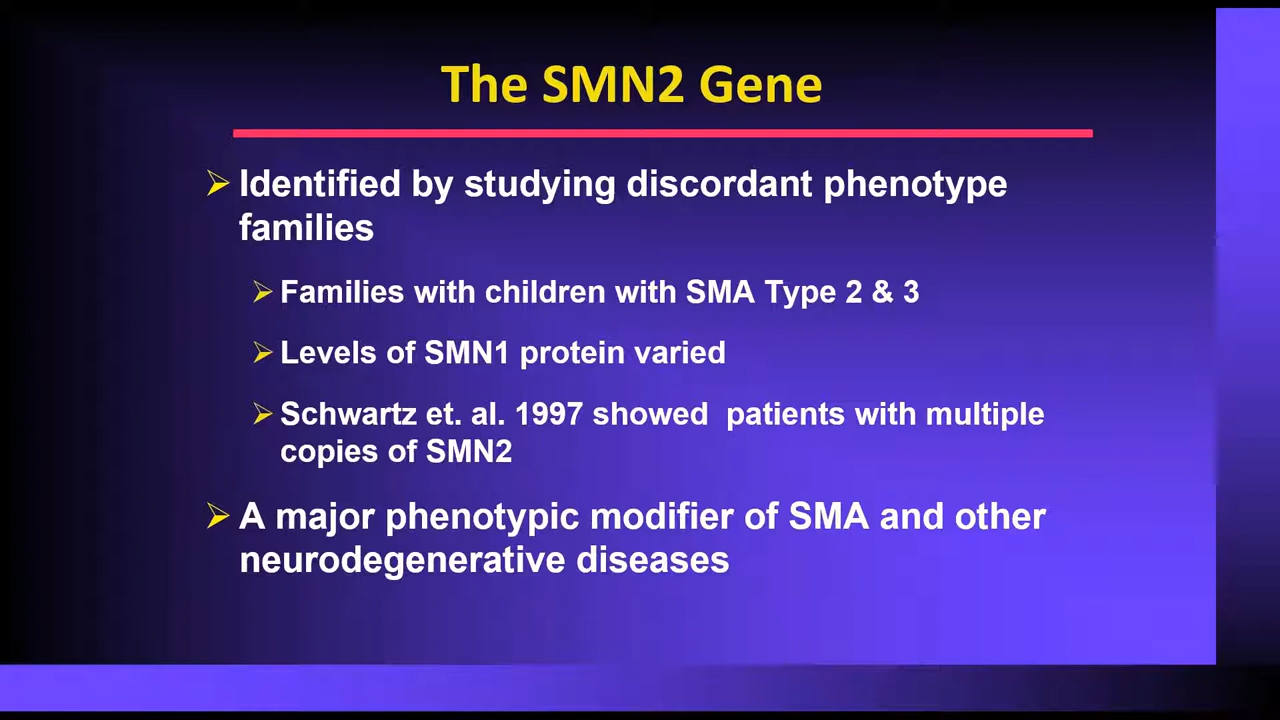 The SMN2 Gene
Identified by studying discordant phenotype
families
Families with children with SMA Type 2 & 3
Levels of SMN1 protein varied
Schwartz et. al. 1997 showed  patients with multiple
copies of SMN2
A major phenotypic modifier of SMA and other
neurodegenerative diseases